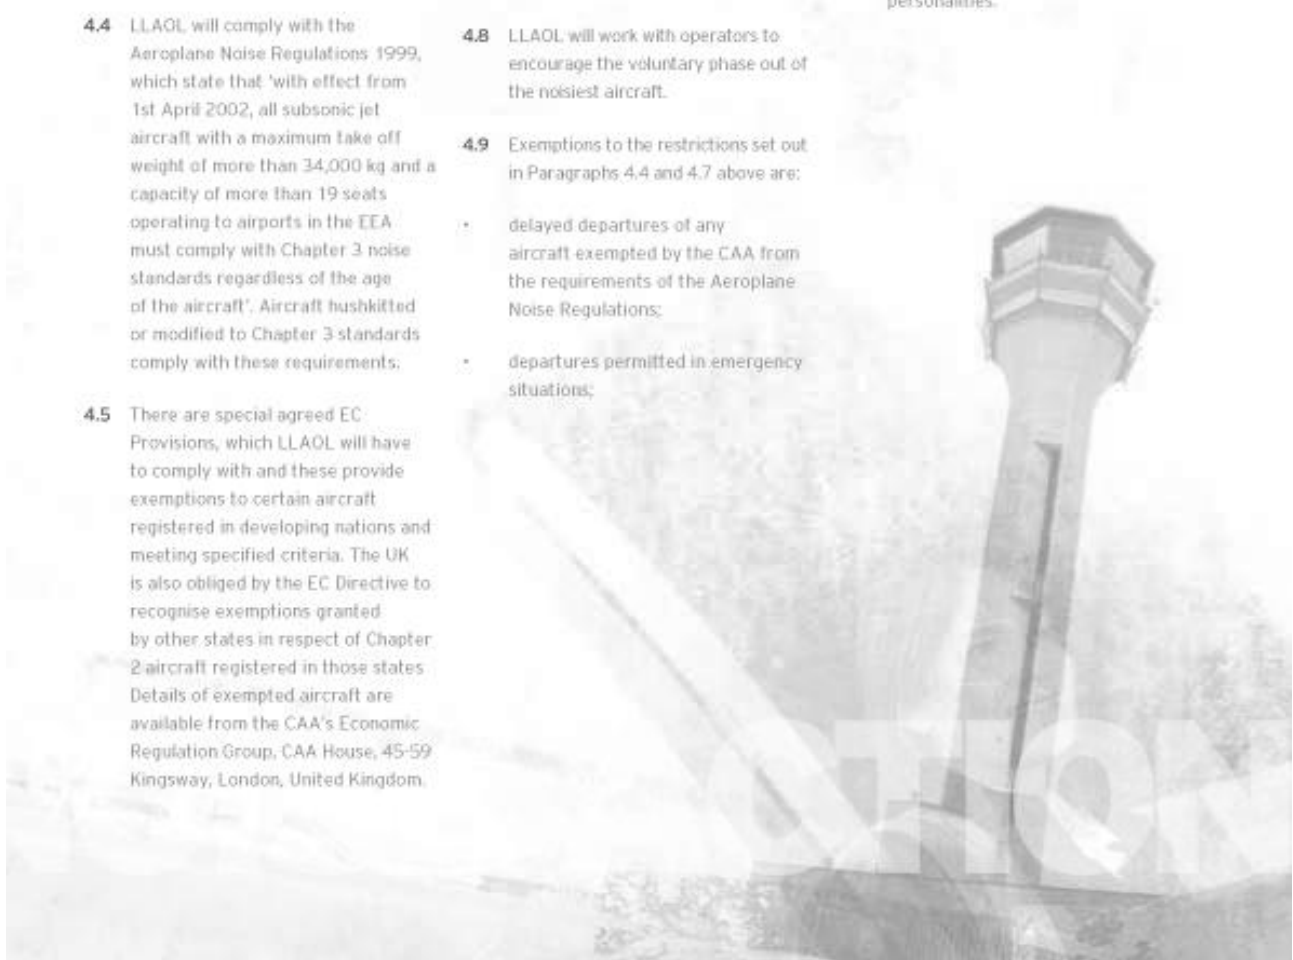 4.4 LLAOL will comply with the
Aeroplane Noise Regulations 1999,
which state that 'with effect from
1st April 2002, all subsonic jet
aircraft with a maximum take off
weight of more than 34,000 kg and a
capacity of more than 19 seats
operating to airports in the EEA
must comply with Chapter 3 noise
standards regardless of the age
of the aircraft'. Aircraft hushkitted
or modified to Chapter 3 standards
comply with these requirements.
4.5 There are special agreed EC
Provisions, which LLAOL will have
to comply with and these provide
exemptions to certain aircraft
registered in developing nations and
meeting specified criteria. The UK
is also obliged by the EC Directive to
recognise exemptions granted
by other states in respect of Chapter
2 aircraft registered in those states
Details of exempted aircraft are
available from the CAA's Economic
Regulation Group, CAA House, 45-59
Kingsway, London, United Kingdom.
4.8 LLAOL will work with operators to
encourage the voluntary phase out of
the noisiest aircraft.
4.9 Exemptions to the restrictions set out
in Paragraphs 4.4 and 4.7 above are:
• delayed departures of any
aircraft exempted by the CAA from
the requirements of the Aeroplane
Noise Regulations;
• departures permitted in emergency
situations;
personalities.
CTION